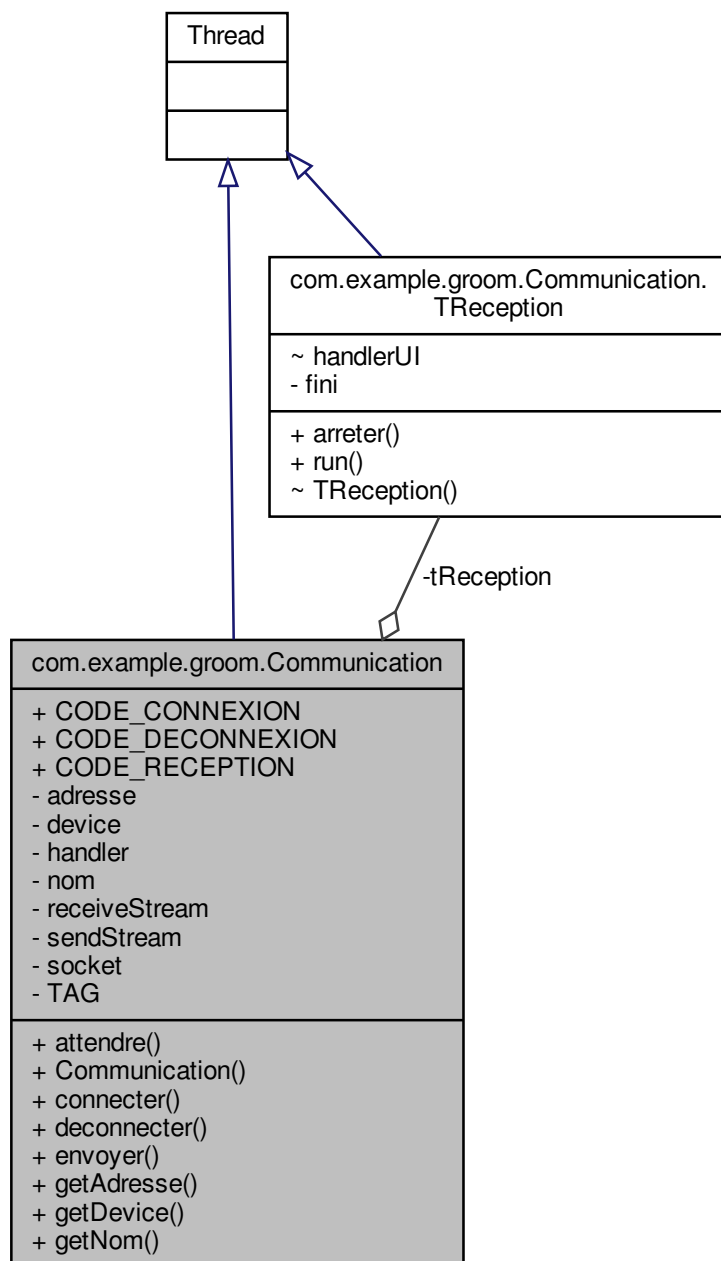 Thread
com.example.groom.Communication.
TReception
~ handlerUI
- fini
+ arreter()
+ run()
~ TReception()
-tReception
com.example.groom.Communication
+ CODE_CONNEXION
+ CODE_DECONNEXION
+ CODE_RECEPTION
- adresse
- device
- handler
- nom
- receiveStream
- sendStream
- socket
- TAG
+ attendre()
+ Communication()
+ connecter()
+ deconnecter()
+ envoyer()
+ getAdresse()
+ getDevice()
+ getNom()